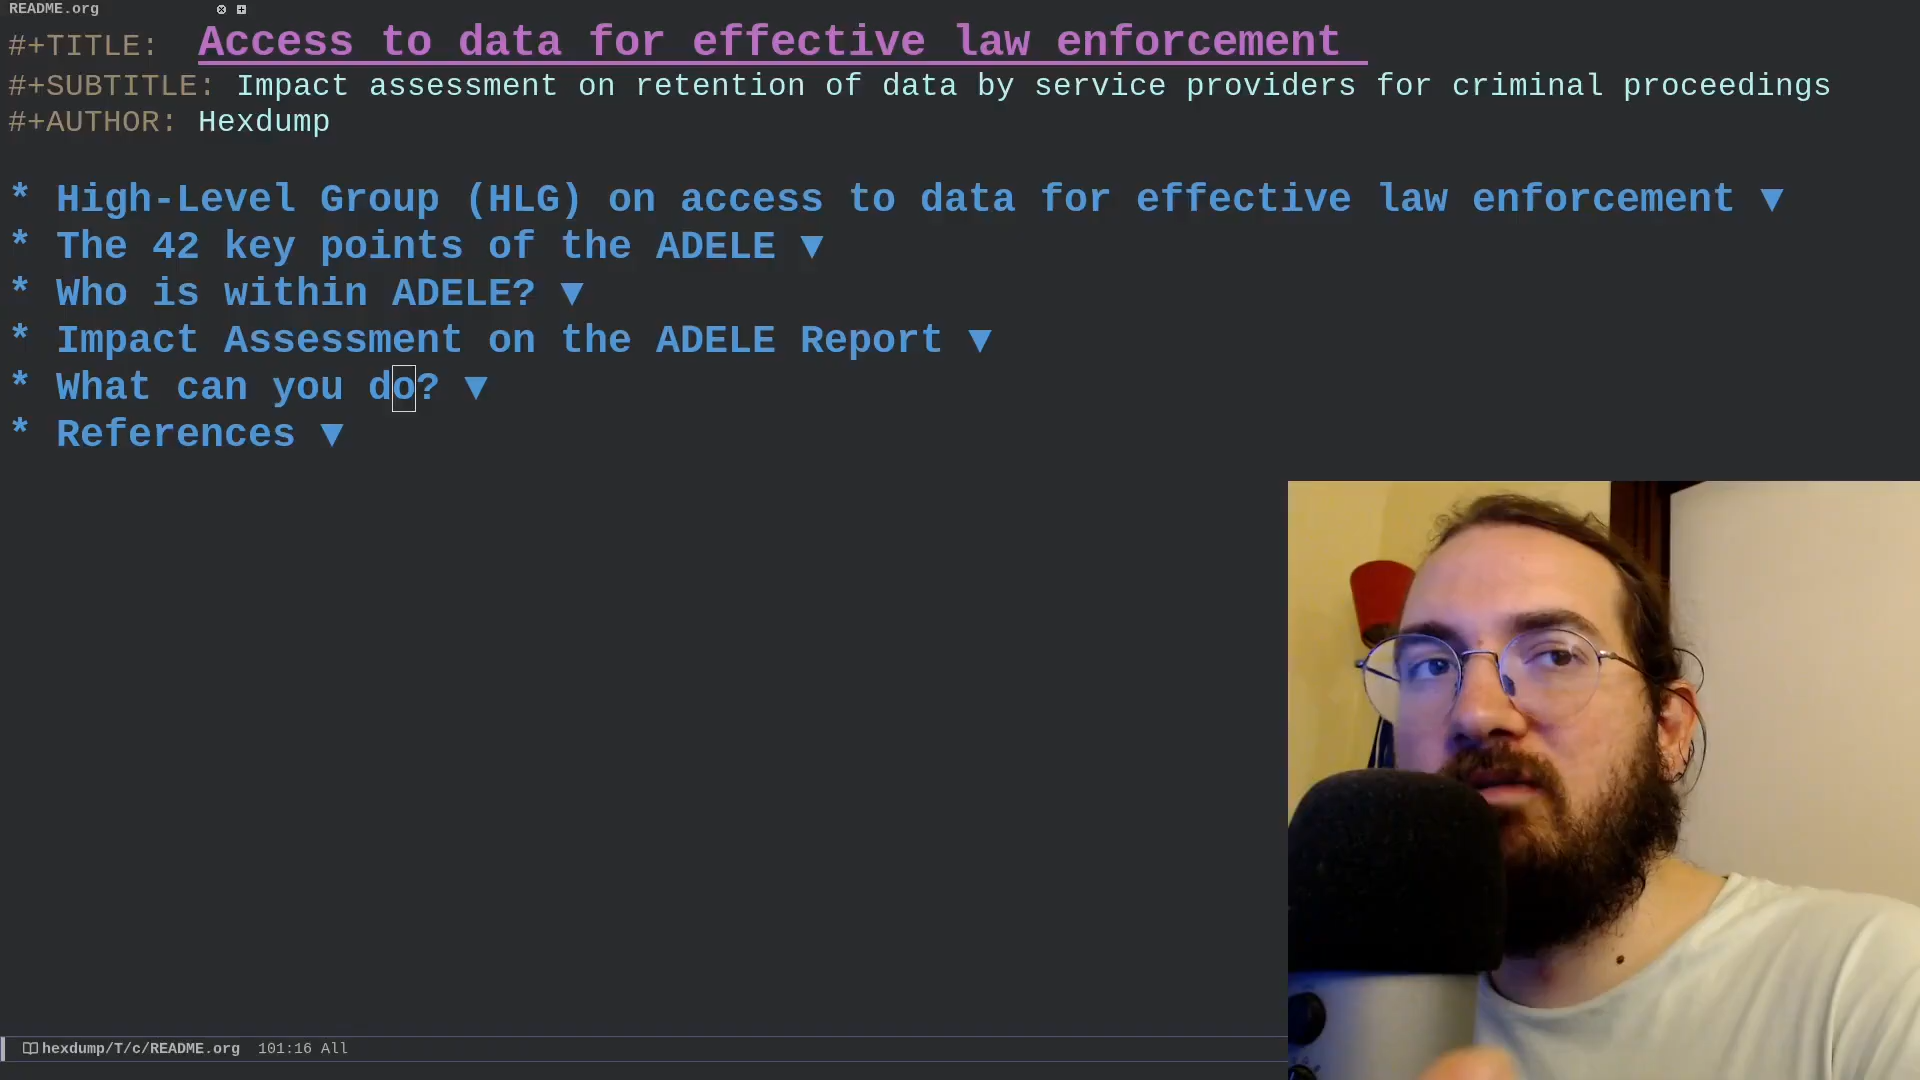 README.org
#+TITLE: Access to data for effective law enforcement
#+SUBTITLE: Impact assessment on retention of data by service providers for criminal proceedings
#+AUTHOR: Hexdump
* High-Level Group (HLG) on access to data for effective law enforcement ▼
* The 42 key points of the ADELE ▼
* Who is within ADELE? ▼
* Impact Assessment on the ADELE Report ▼
* What can you do? ▼
* References ▼
hexdump/T/c/README.org 101:16 All